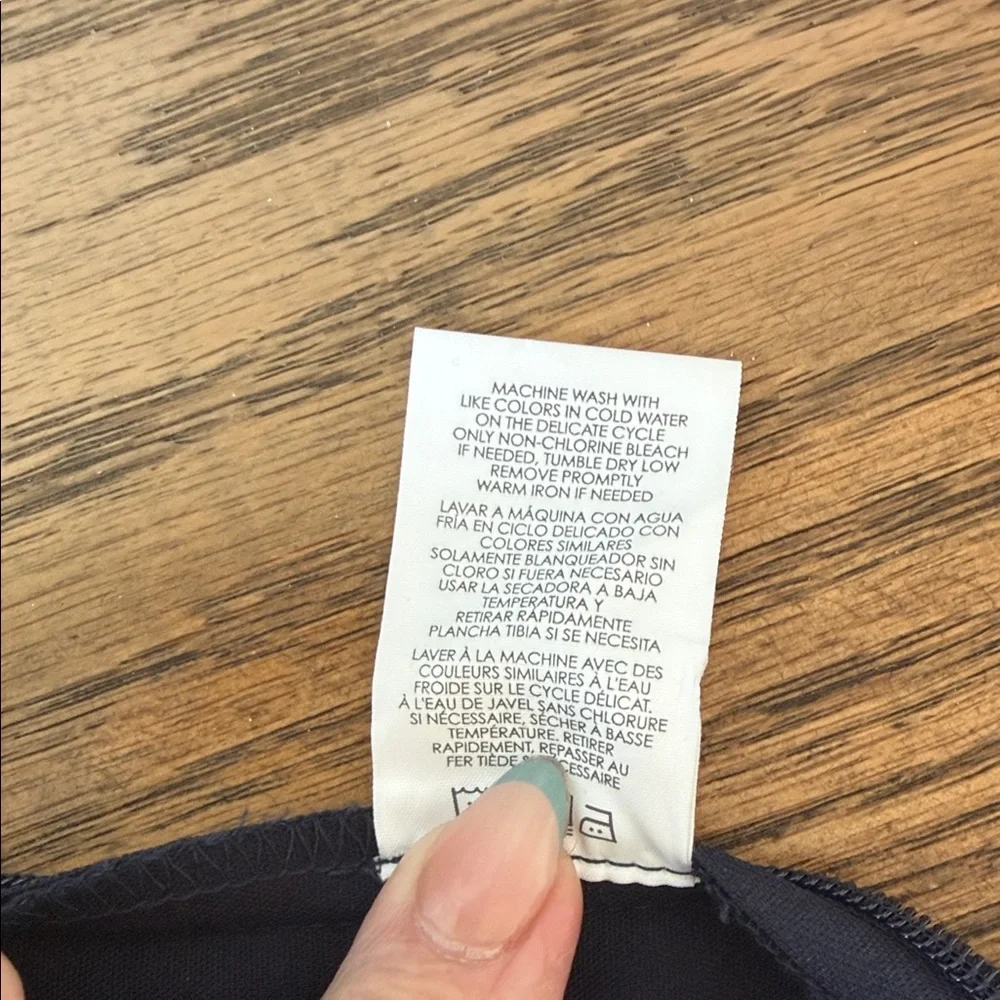 MACHINE WASH WITH
LIKE COLORS IN COLD WATER
ON THE DELICATE CYCLE
ONLY NON-CHLORINE BLEACH
IF NEEDED, TUMBLE DRY LOW
REMOVE PROMPTLY
WARM IRON IF NEEDED
LAVAR A MÁQUINA CON AGUA
FRÍA EN CICLO DELICADO CON
COLORES SIMILARES
SOLAMENTE BLANQUEADOR SIN
CLORO SI FUERA NECESARIO
USAR LA SECADORA A BAJA
TEMPERATURA Y
RETIRAR RÁPIDAMENTE
PLANCHA TIBIA SI SE NECESITA
LAVER À LA MACHINE AVEC DES
COULEURS SIMILAIRES À L'EAU
FROIDE SUR LE CYCLE DÉLICAT.
À L'EAU DE JAVEL SANS CHLORURE
SI NÉCESSAIRE, SÉCHER À BASSE
TEMPÉRATURE. RETIRER
RAPIDEMENT, REPASSER AU
FER TIÈDE